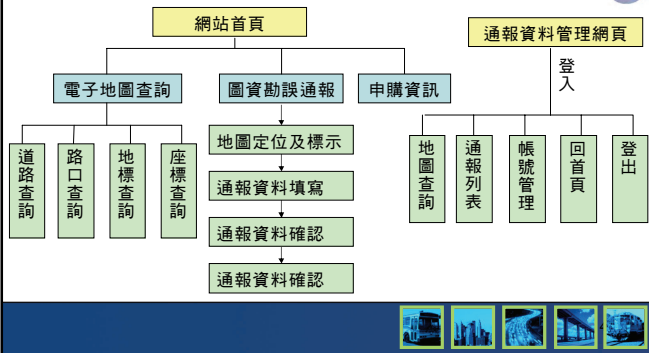 網站首頁
電子地圖查詢
圖資勘誤通報
申購資訊
道路查詢
路口查詢
地標查詢
座標查詢
地圖定位及標示
通報資料填寫
通報資料確認
通報資料確認
通報資料管理網頁
登入
地圖查詢
通報列表
帳號管理
回首頁
登出